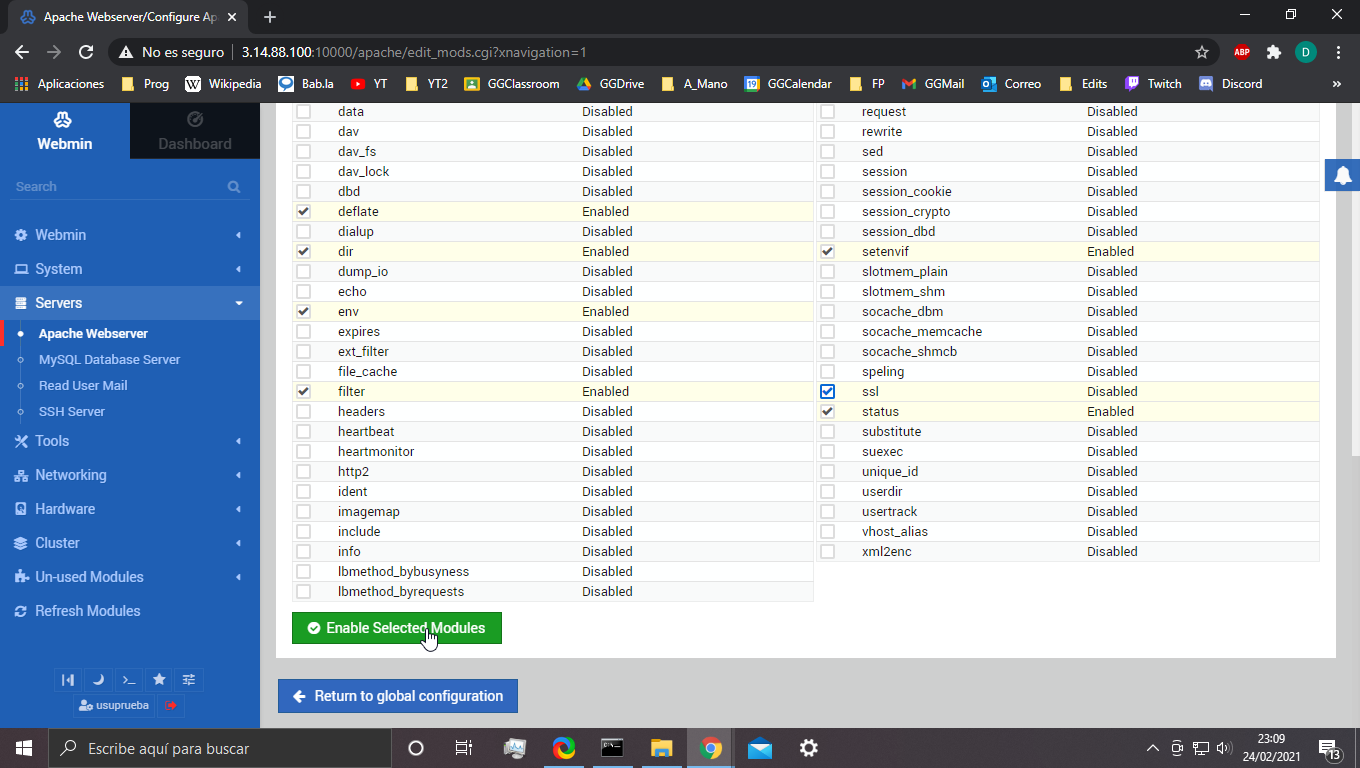 Apache Webserver/Configure Ap
No es seguro
3.14.88.100:10000/apache/edit_mods.cgi?xnavigation=1
ABP
D
Aplicaciones
Prog
Wikipedia
Bab.la
YT
YT2
GGClassroom
GGDrive
A_Mano
GGCalendar
FP
GGMail
Correo
Edits
Twitch
Discord
»
Webmin
Dashboard
Search
Webmin
System
Servers
Apache Webserver
MySQL Database Server
Read User Mail
SSH Server
Tools
Networking
Hardware
Cluster
Un-used Modules
Refresh Modules
usuprueba
data Disabled
dav Disabled
dav_fs Disabled
dav_lock Disabled
dbd Disabled
deflate Enabled
dialup Disabled
dir Enabled
dump_io Disabled
echo Disabled
env Enabled
expires Disabled
ext_filter Disabled
file_cache Disabled
filter Enabled
headers Disabled
heartbeat Disabled
heartmonitor Disabled
http2 Disabled
ident Disabled
imagemap Disabled
include Disabled
info Disabled
lbmethod_bybusyness Disabled
lbmethod_byrequests Disabled
request Disabled
rewrite Disabled
sed Disabled
session Disabled
session_cookie Disabled
session_crypto Disabled
session_dbd Disabled
setenvif Enabled
slotmem_plain Disabled
slotmem_shm Disabled
socache_dbm Disabled
socache_memcache Disabled
socache_shmcb Disabled
speling Disabled
ssl Disabled
status Enabled
substitute Disabled
suexec Disabled
unique_id Disabled
userdir Disabled
usertrack Disabled
vhost_alias Disabled
xml2enc Disabled
Enable Selected Modules
Return to global configuration
Escribe aquí para buscar
23:09
24/02/2021
13